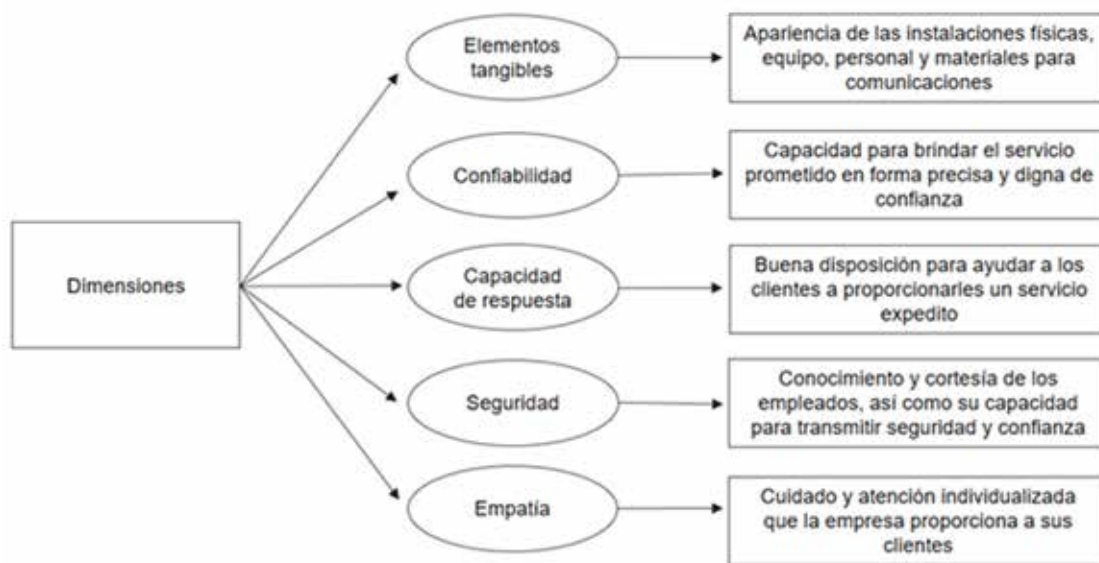 Elementos
tangibles
Apariencia de las instalaciones físicas,
equipo, personal y materiales para
comunicaciones
Confiabilidad
Capacidad para brindar el servicio
prometido en forma precisa y digna de
confianza
Dimensiones
Capacidad
de respuesta
Buena disposición para ayudar a los
clientes a proporcionarles un servicio
expedito
Seguridad
Conocimiento y cortesía de los
empleados, así como su capacidad
para transmitir seguridad y confianza
Empatía
Cuidado y atención individualizada
que la empresa proporciona a sus
clientes